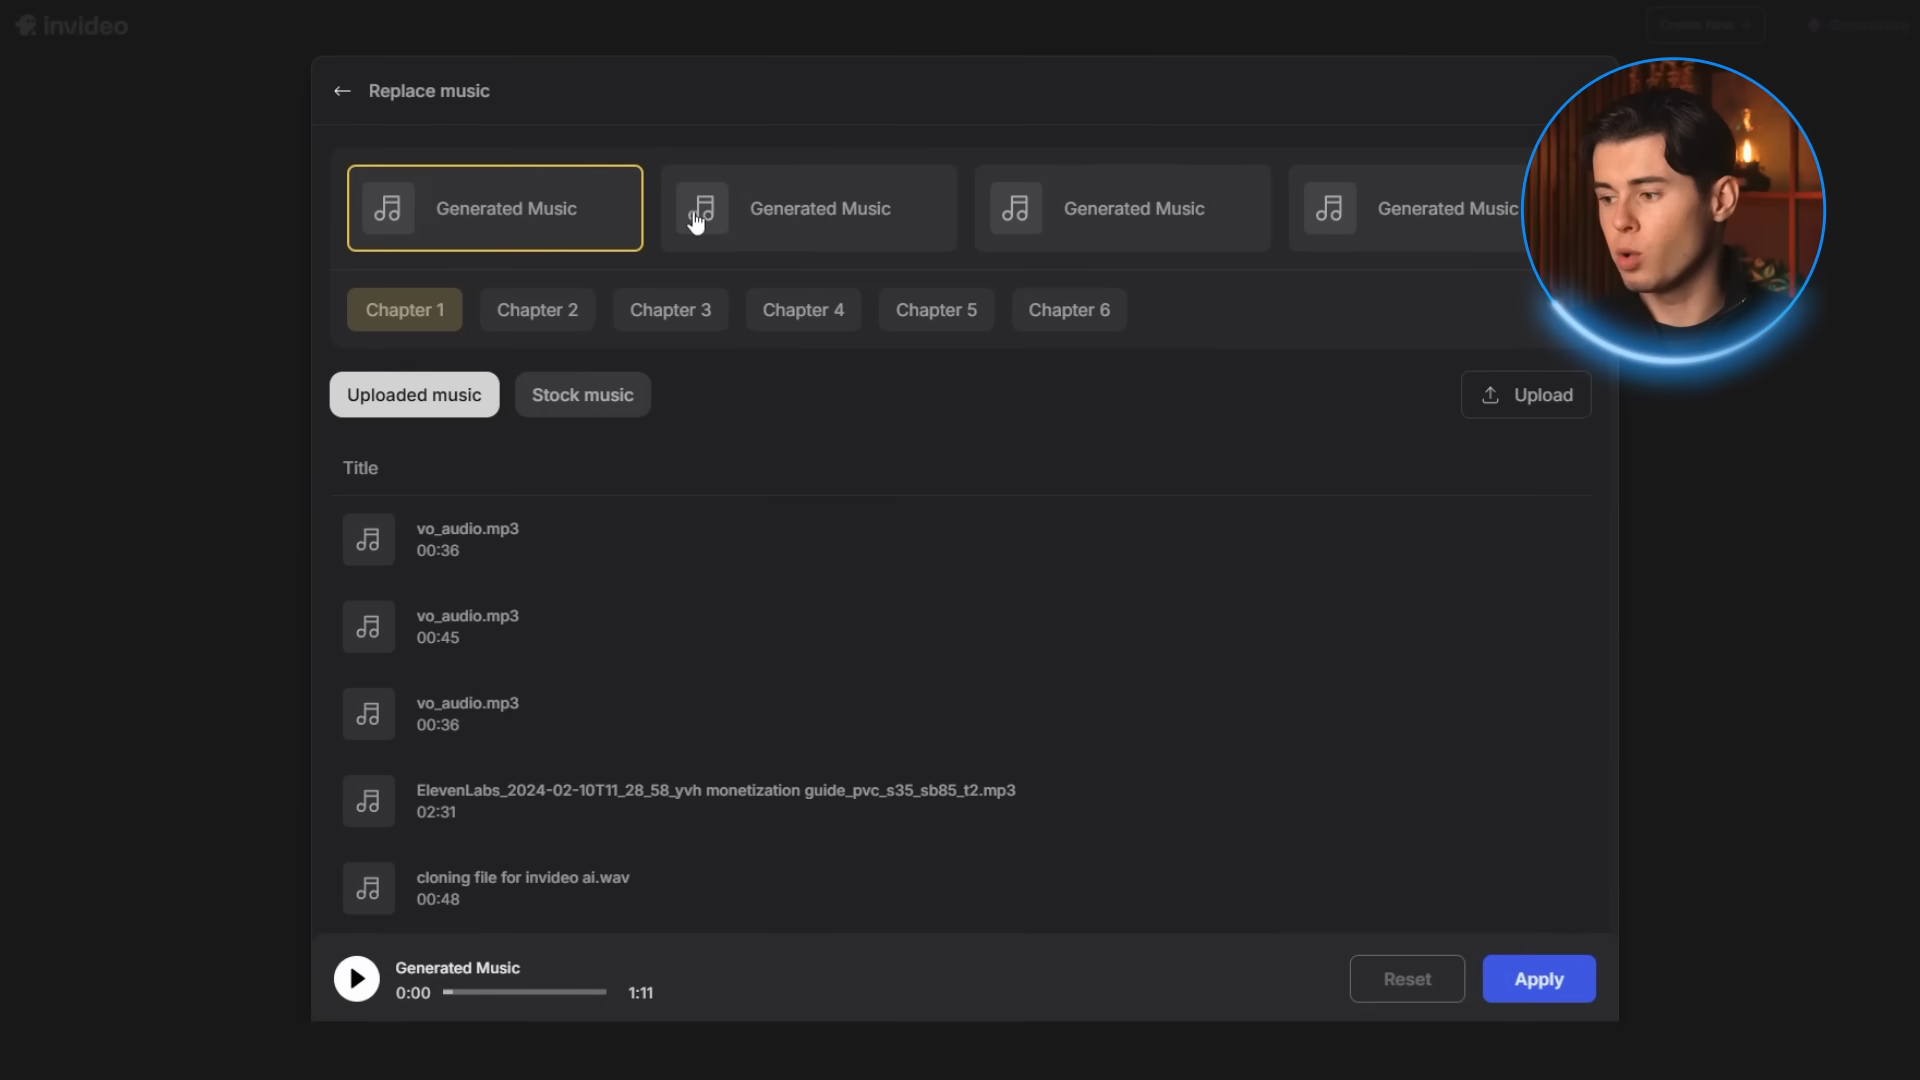 invideo
Replace music
Generated Music
Generated Music
Generated Music
Generated Music
Chapter 1
Chapter 2
Chapter 3
Chapter 4
Chapter 5
Chapter 6
Uploaded music
Stock music
Upload
Title
vo_audio.mp3
00:36
vo_audio.mp3
00:45
vo_audio.mp3
00:36
ElevenLabs_2024-02-10T11_28_58_yvh monetization guide_pvc_s35_sb85_t2.mp3
02:31
cloning file for invideo ai.wav
00:48
Generated Music
0:00
1:11
Reset
Apply